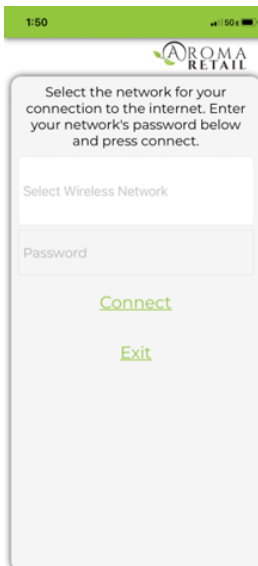 1:50
5G
AROMA
RETAIL
Select the network for your
connection to the internet. Enter
your network's password below
and press connect.
Select Wireless Network
Password
Connect
Exit